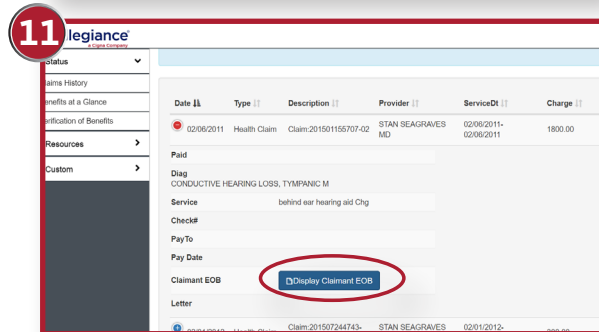 11
llegiance
a Cigna Company
Status
laims History
enefits at a Glance
erification of Benefits
Resources
Custom
Date Type Description Provider ServiceDt Charge
02/06/2011 Health Claim Claim:201501155707-02 STAN SEAGRAVES MD 02/06/2011- 02/06/2011 1800.00
Paid
Diag
CONDUCTIVE HEARING LOSS, TYMPANIC M
Service behind ear hearing aid Chg
Check#
PayTo
Pay Date
Claimant EOB Display Claimant EOB
Letter
Health Claim Claim:201507244743- STAN SEAGRAVES 02/01/2012-